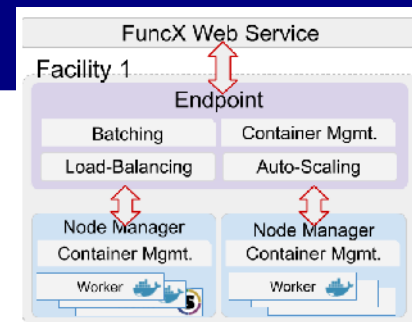 FuncX Web Service
Facility 1
Endpoint
Batching
Container Mgmt.
Load-Balancing
Auto-Scaling
Node Manager
Container Mgmt.
Worker
Node Manager
Container Mgmt.
Worker